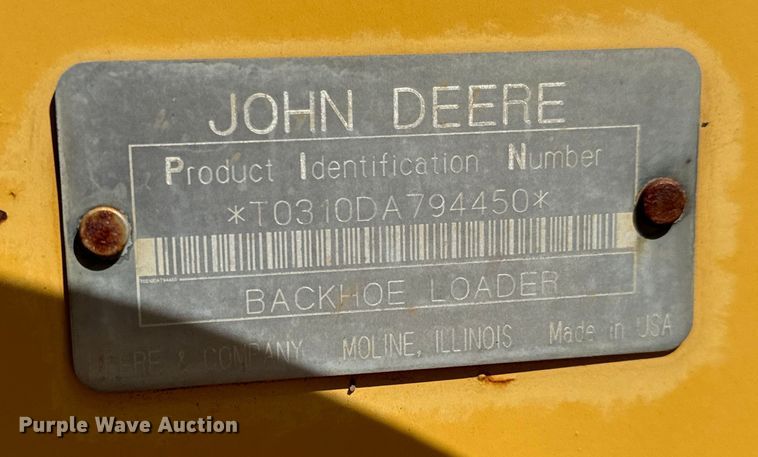 JOHN DEERE
Product Identification Number
*T0310DA794450*
BACKHOE LOADER
DEERE & COMPANY MOLINE, ILLINOIS Made in USA
Purple Wave Auction